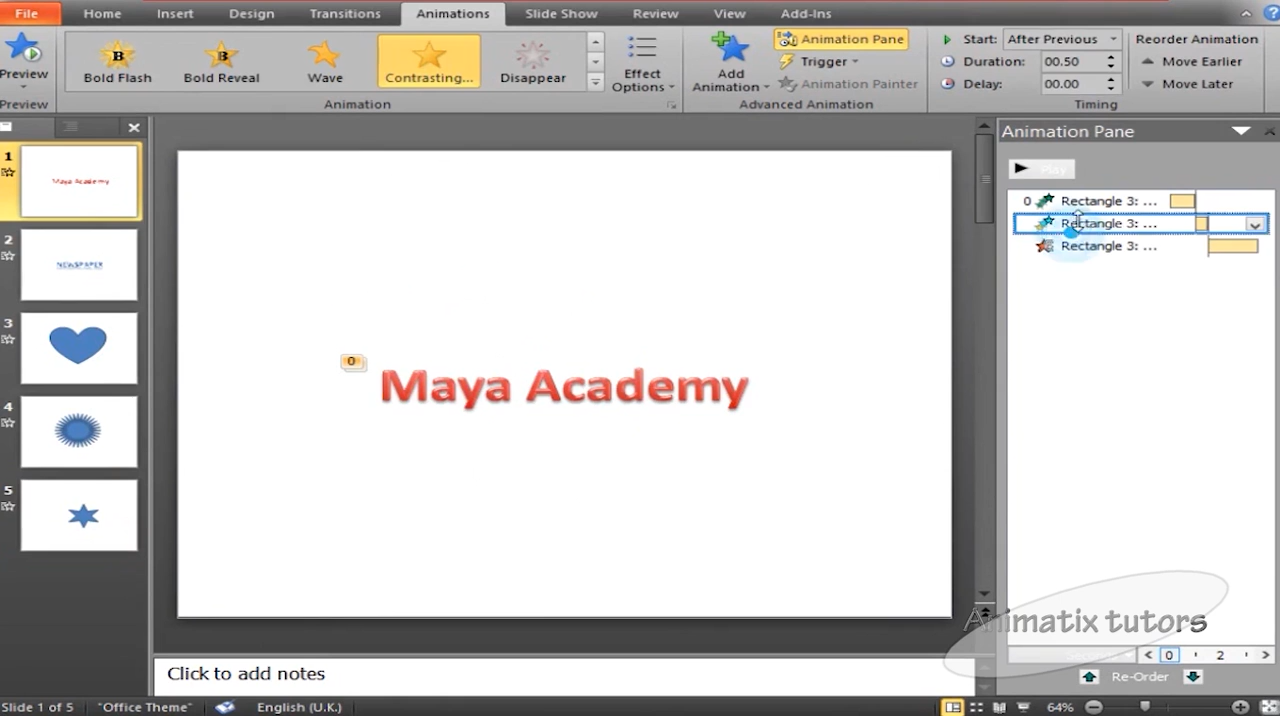 File Home Insert Design Transitions Animations Slide Show Review View Add-Ins
Preview
Bold Flash Bold Reveal Wave Contrasting... Disappear
Effect Options
Add Animation
Animation Pane
Trigger
Animation Painter
Start: After Previous
Duration: 00.50
Delay: 00.00
Reorder Animation
Move Earlier
Move Later
Preview Animation Advanced Animation Timing
Animation Pane
Play
0 Rectangle 3: ...
Rectangle 3: ...
Rectangle 3: ...
1
Maya Academy
2
NEWSPAPER
3
4
5
0
Maya Academy
Animatix tutors
Seconds
0 2
Re-Order
Click to add notes
Slide 1 of 5 "Office Theme" English (U.K.) 64%